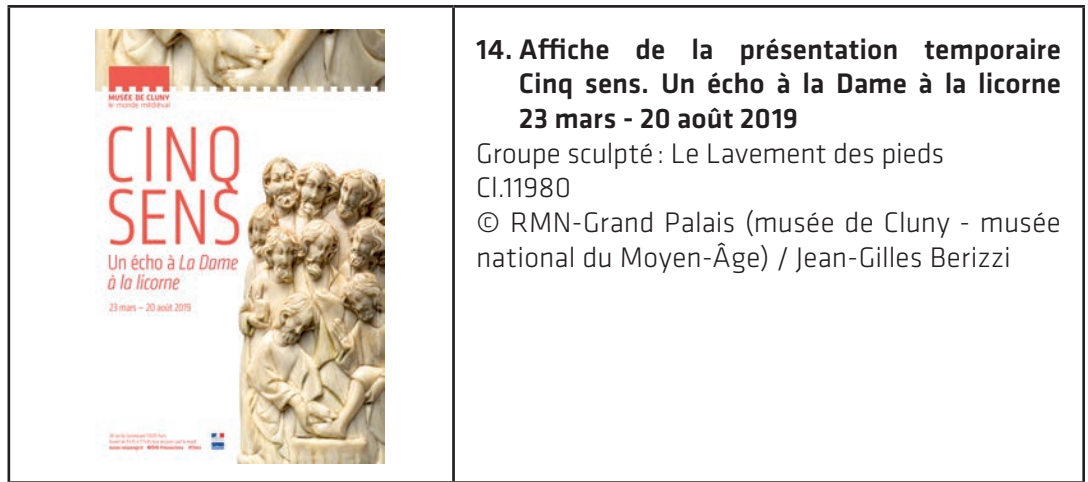 MUSÉE DE CLUNY
le monde médiéval
CINQ
SENS
Un écho à La Dame
à la licorne
23 mars – 20 août 2019
14. Affiche de la présentation temporaire
Cinq sens. Un écho à la Dame à la licorne
23 mars - 20 août 2019
Groupe sculpté : Le Lavement des pieds
Cl.11980
© RMN-Grand Palais (musée de Cluny - musée
national du Moyen-Âge) / Jean-Gilles Berizzi